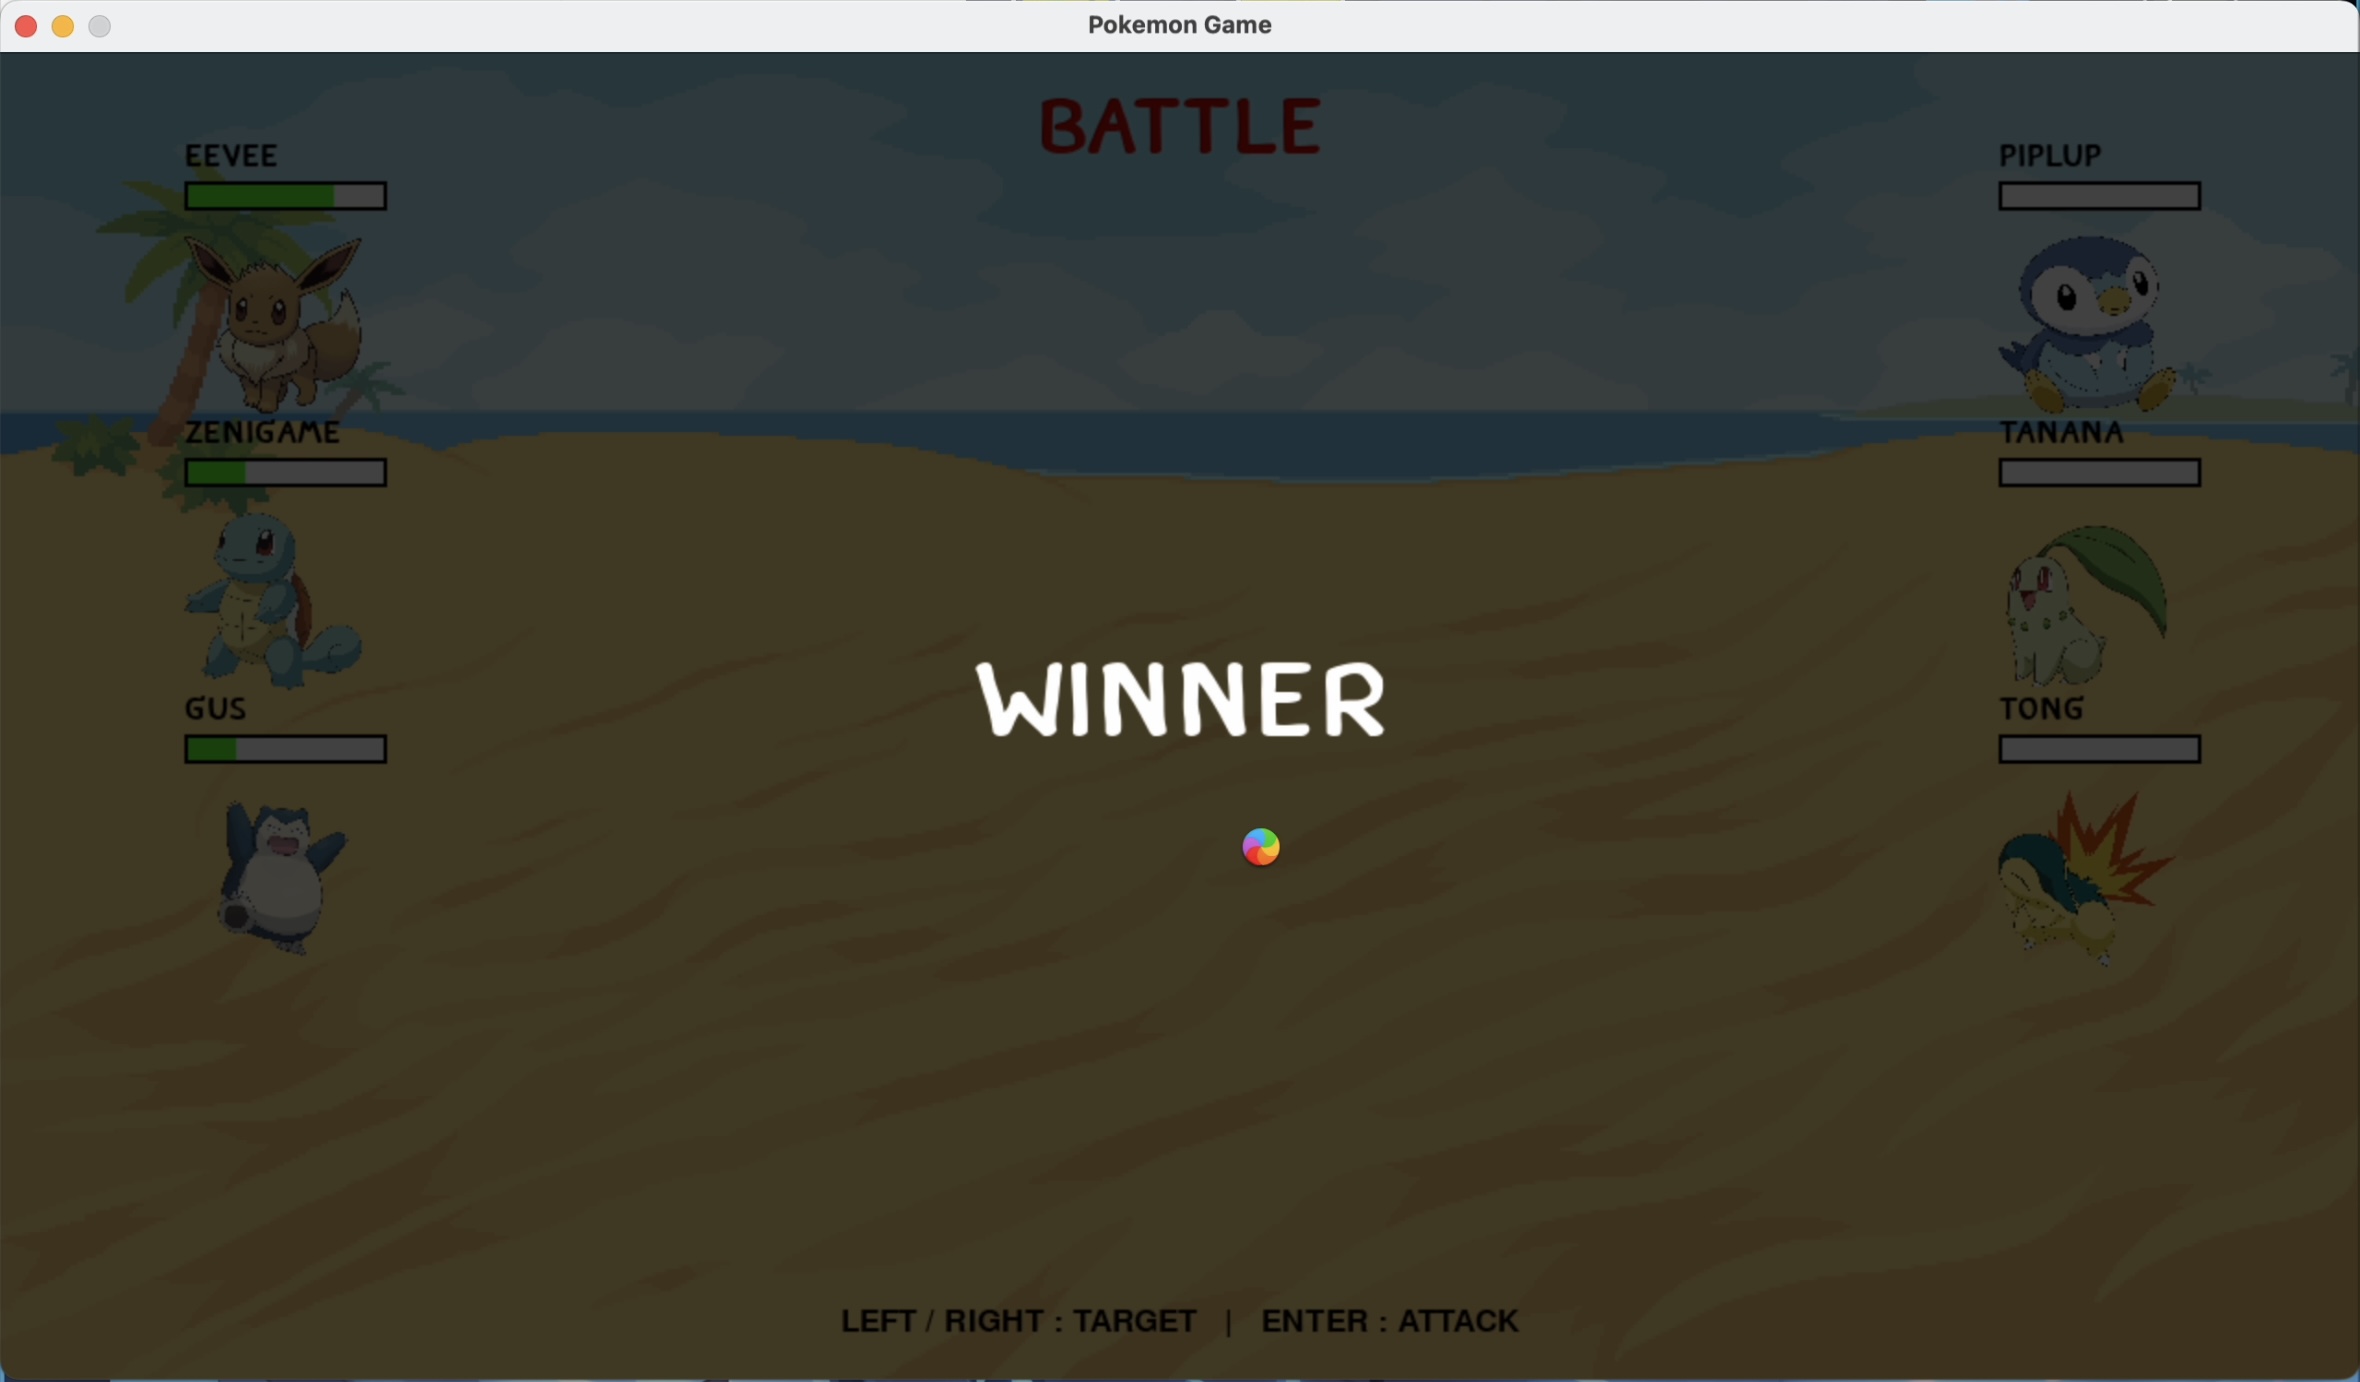 Pokemon Game
BATTLE
EEVEE
PIPLUP
ZENIGAME
TANANA
GUS
TONG
WINNER
LEFT / RIGHT : TARGET | ENTER : ATTACK